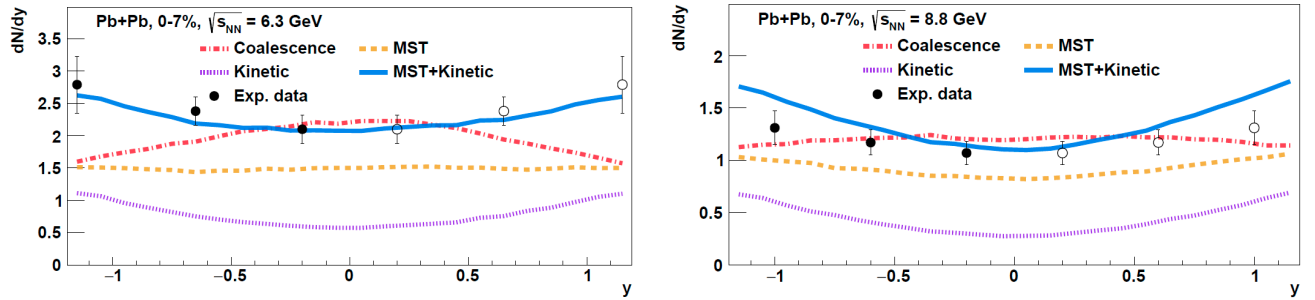 dN/dy
Pb+Pb, 0-7%, √s_NN = 6.3 GeV
Coalescence
MST
Kinetic
MST+Kinetic
Exp. data
3.5
3
2.5
2
1.5
1
0.5
0
−1
−0.5
0
0.5
1
y
dN/dy
Pb+Pb, 0-7%, √s_NN = 8.8 GeV
Coalescence
MST
Kinetic
MST+Kinetic
Exp. data
2
1.5
1
0.5
0
−1
−0.5
0
0.5
1
y